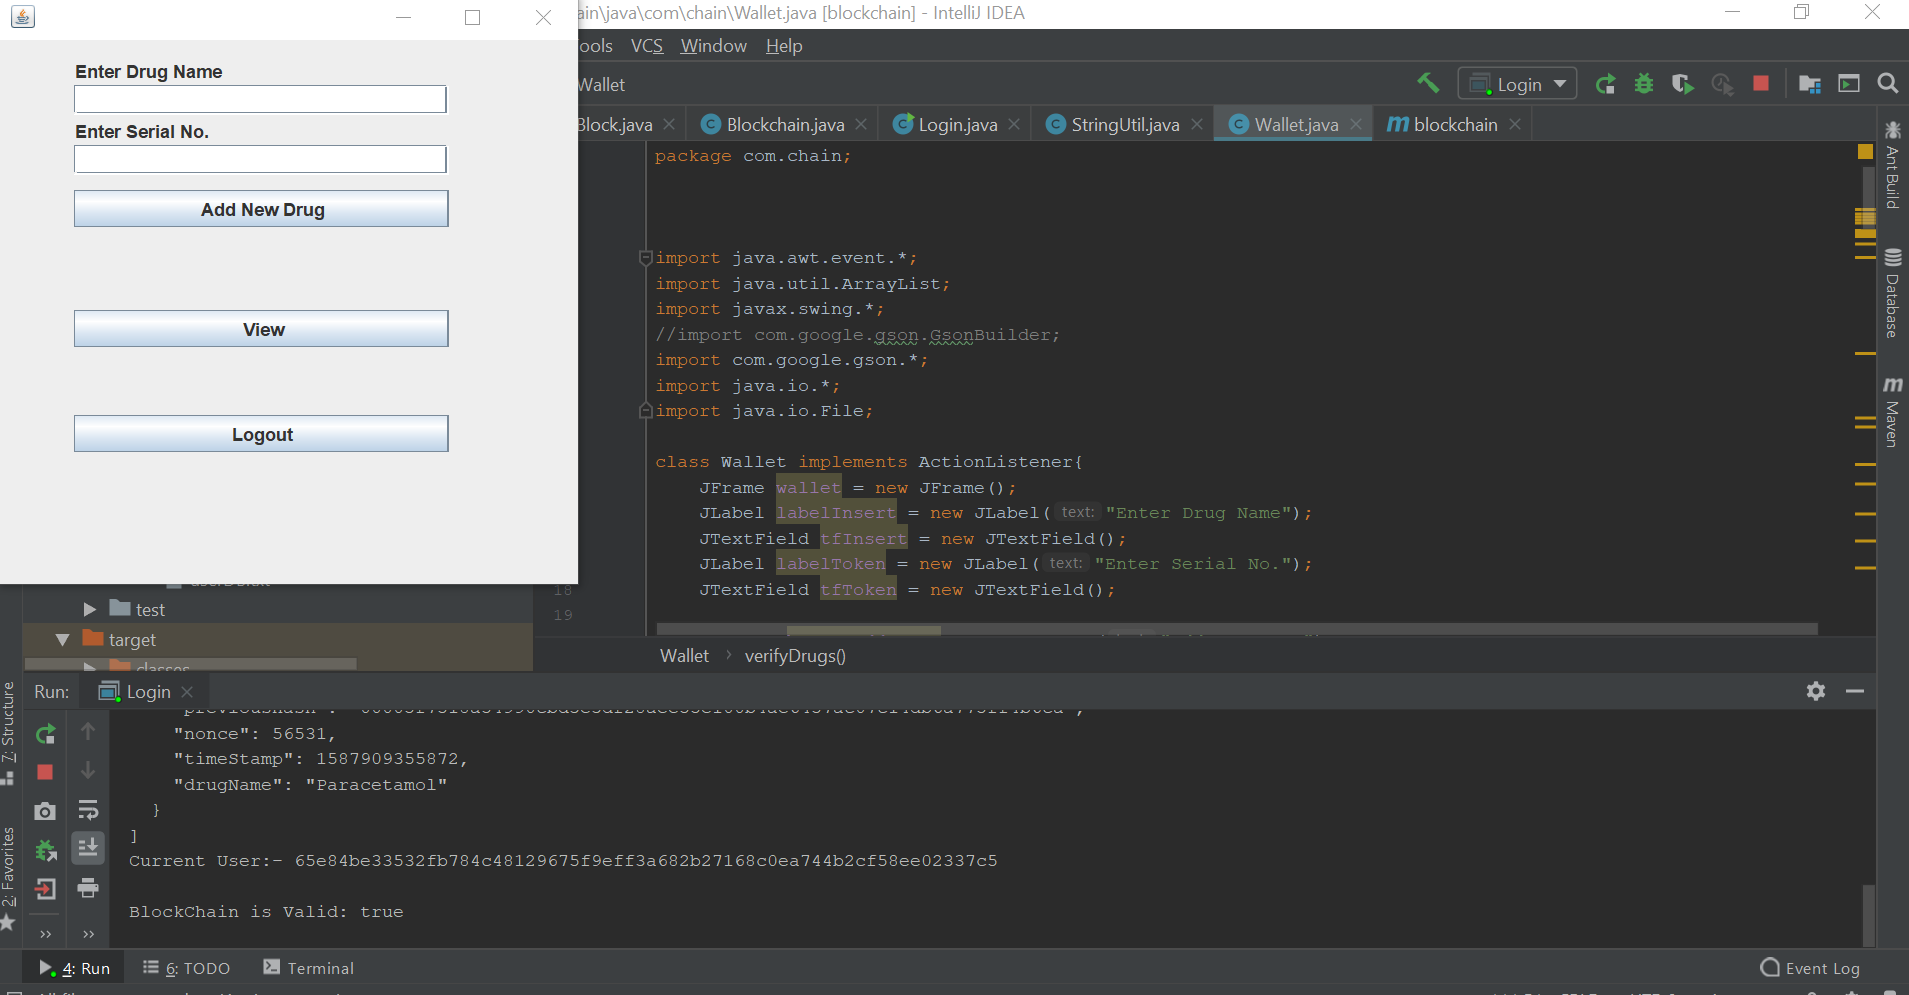 ain\java\com\chain\Wallet.java [blockchain] - IntelliJ IDEA
ools VCS Window Help
Wallet
Login
Block.java Blockchain.java Login.java StringUtil.java Wallet.java blockchain
Enter Drug Name
Enter Serial No.
Add New Drug
View
Logout
package com.chain;
import java.awt.event.*;
import java.util.ArrayList;
import javax.swing.*;
//import com.google.gson.GsonBuilder;
import com.google.gson.*;
import java.io.*;
import java.io.File;
class Wallet implements ActionListener{
JFrame wallet = new JFrame();
JLabel labelInsert = new JLabel( text: "Enter Drug Name");
JTextField tfInsert = new JTextField();
JLabel labelToken = new JLabel( text: "Enter Serial No.");
18 JTextField tfToken = new JTextField();
19
Ant Build
Database
Maven
test
target
classes
Wallet › verifyDrugs()
Run: Login
7: Structure
2: Favorites
"nonce": 56531,
"timeStamp": 1587909355872,
"drugName": "Paracetamol"
}
]
Current User:- 65e84be33532fb784c48129675f9eff3a682b27168c0ea744b2cf58ee02337c5
BlockChain is Valid: true
4: Run 6: TODO Terminal Event Log